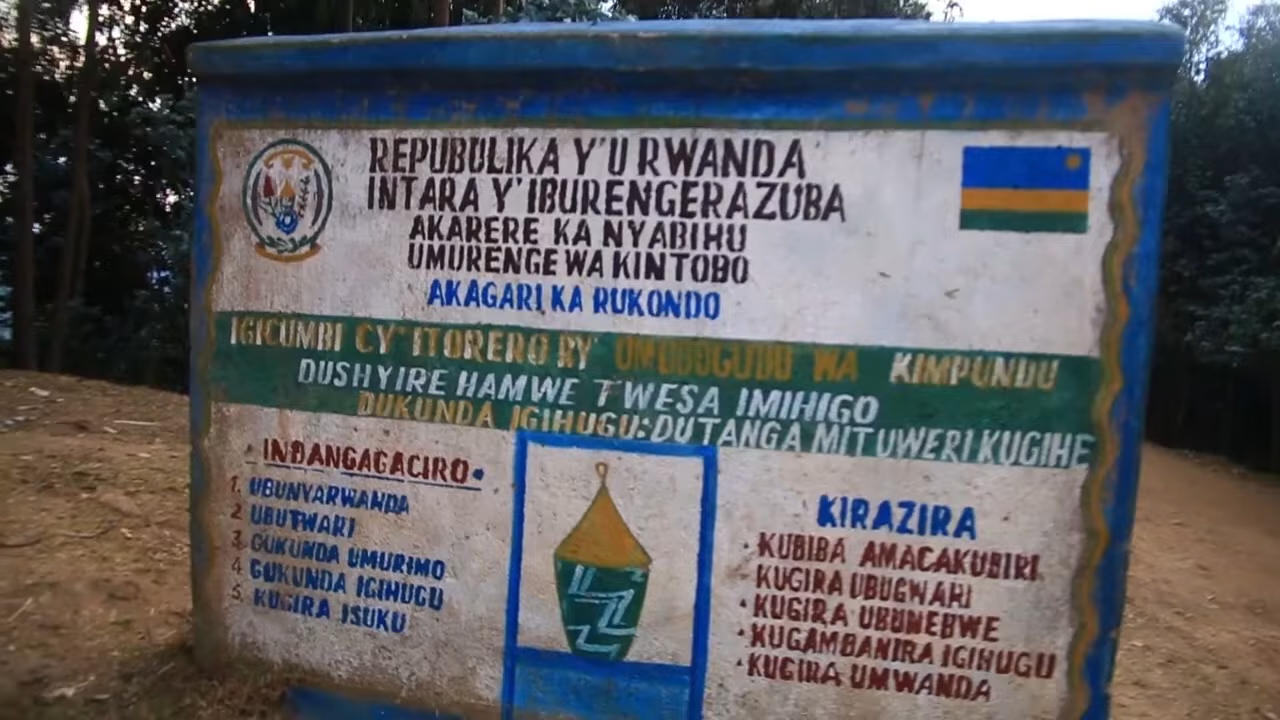 REPUBULIKA Y'U RWANDA
INTARA Y'IBURENGERAZUBA
AKARERE KA NYABIHU
UMURENGE WA KINTOBO
AKAGARI KA RUKONDO
IGICUMBI CY'ITORERO RY' UMUDUGUDU WA KIMPUNDU
DUSHYIRE HAMWE TWESA IMIHIGO
DUKUNDA IGIHUGU: DUTANGA MITUWERI KUGIHE
INDANGAGACIRO
1. UBUNYARWANDA
2. UBUTWARI
3. GUKUNDA UMURIMO
4. GUKUNDA IGIHUGU
5. KUGIRA ISUKU
KIRAZIRA
• KUBIBA AMACAKUBIRI
• KUGIRA UBUGWARI
• KUGIRA UBUNEBWE
• KUGAMBANIRA IGIHUGU
• KUGIRA UMWANDA